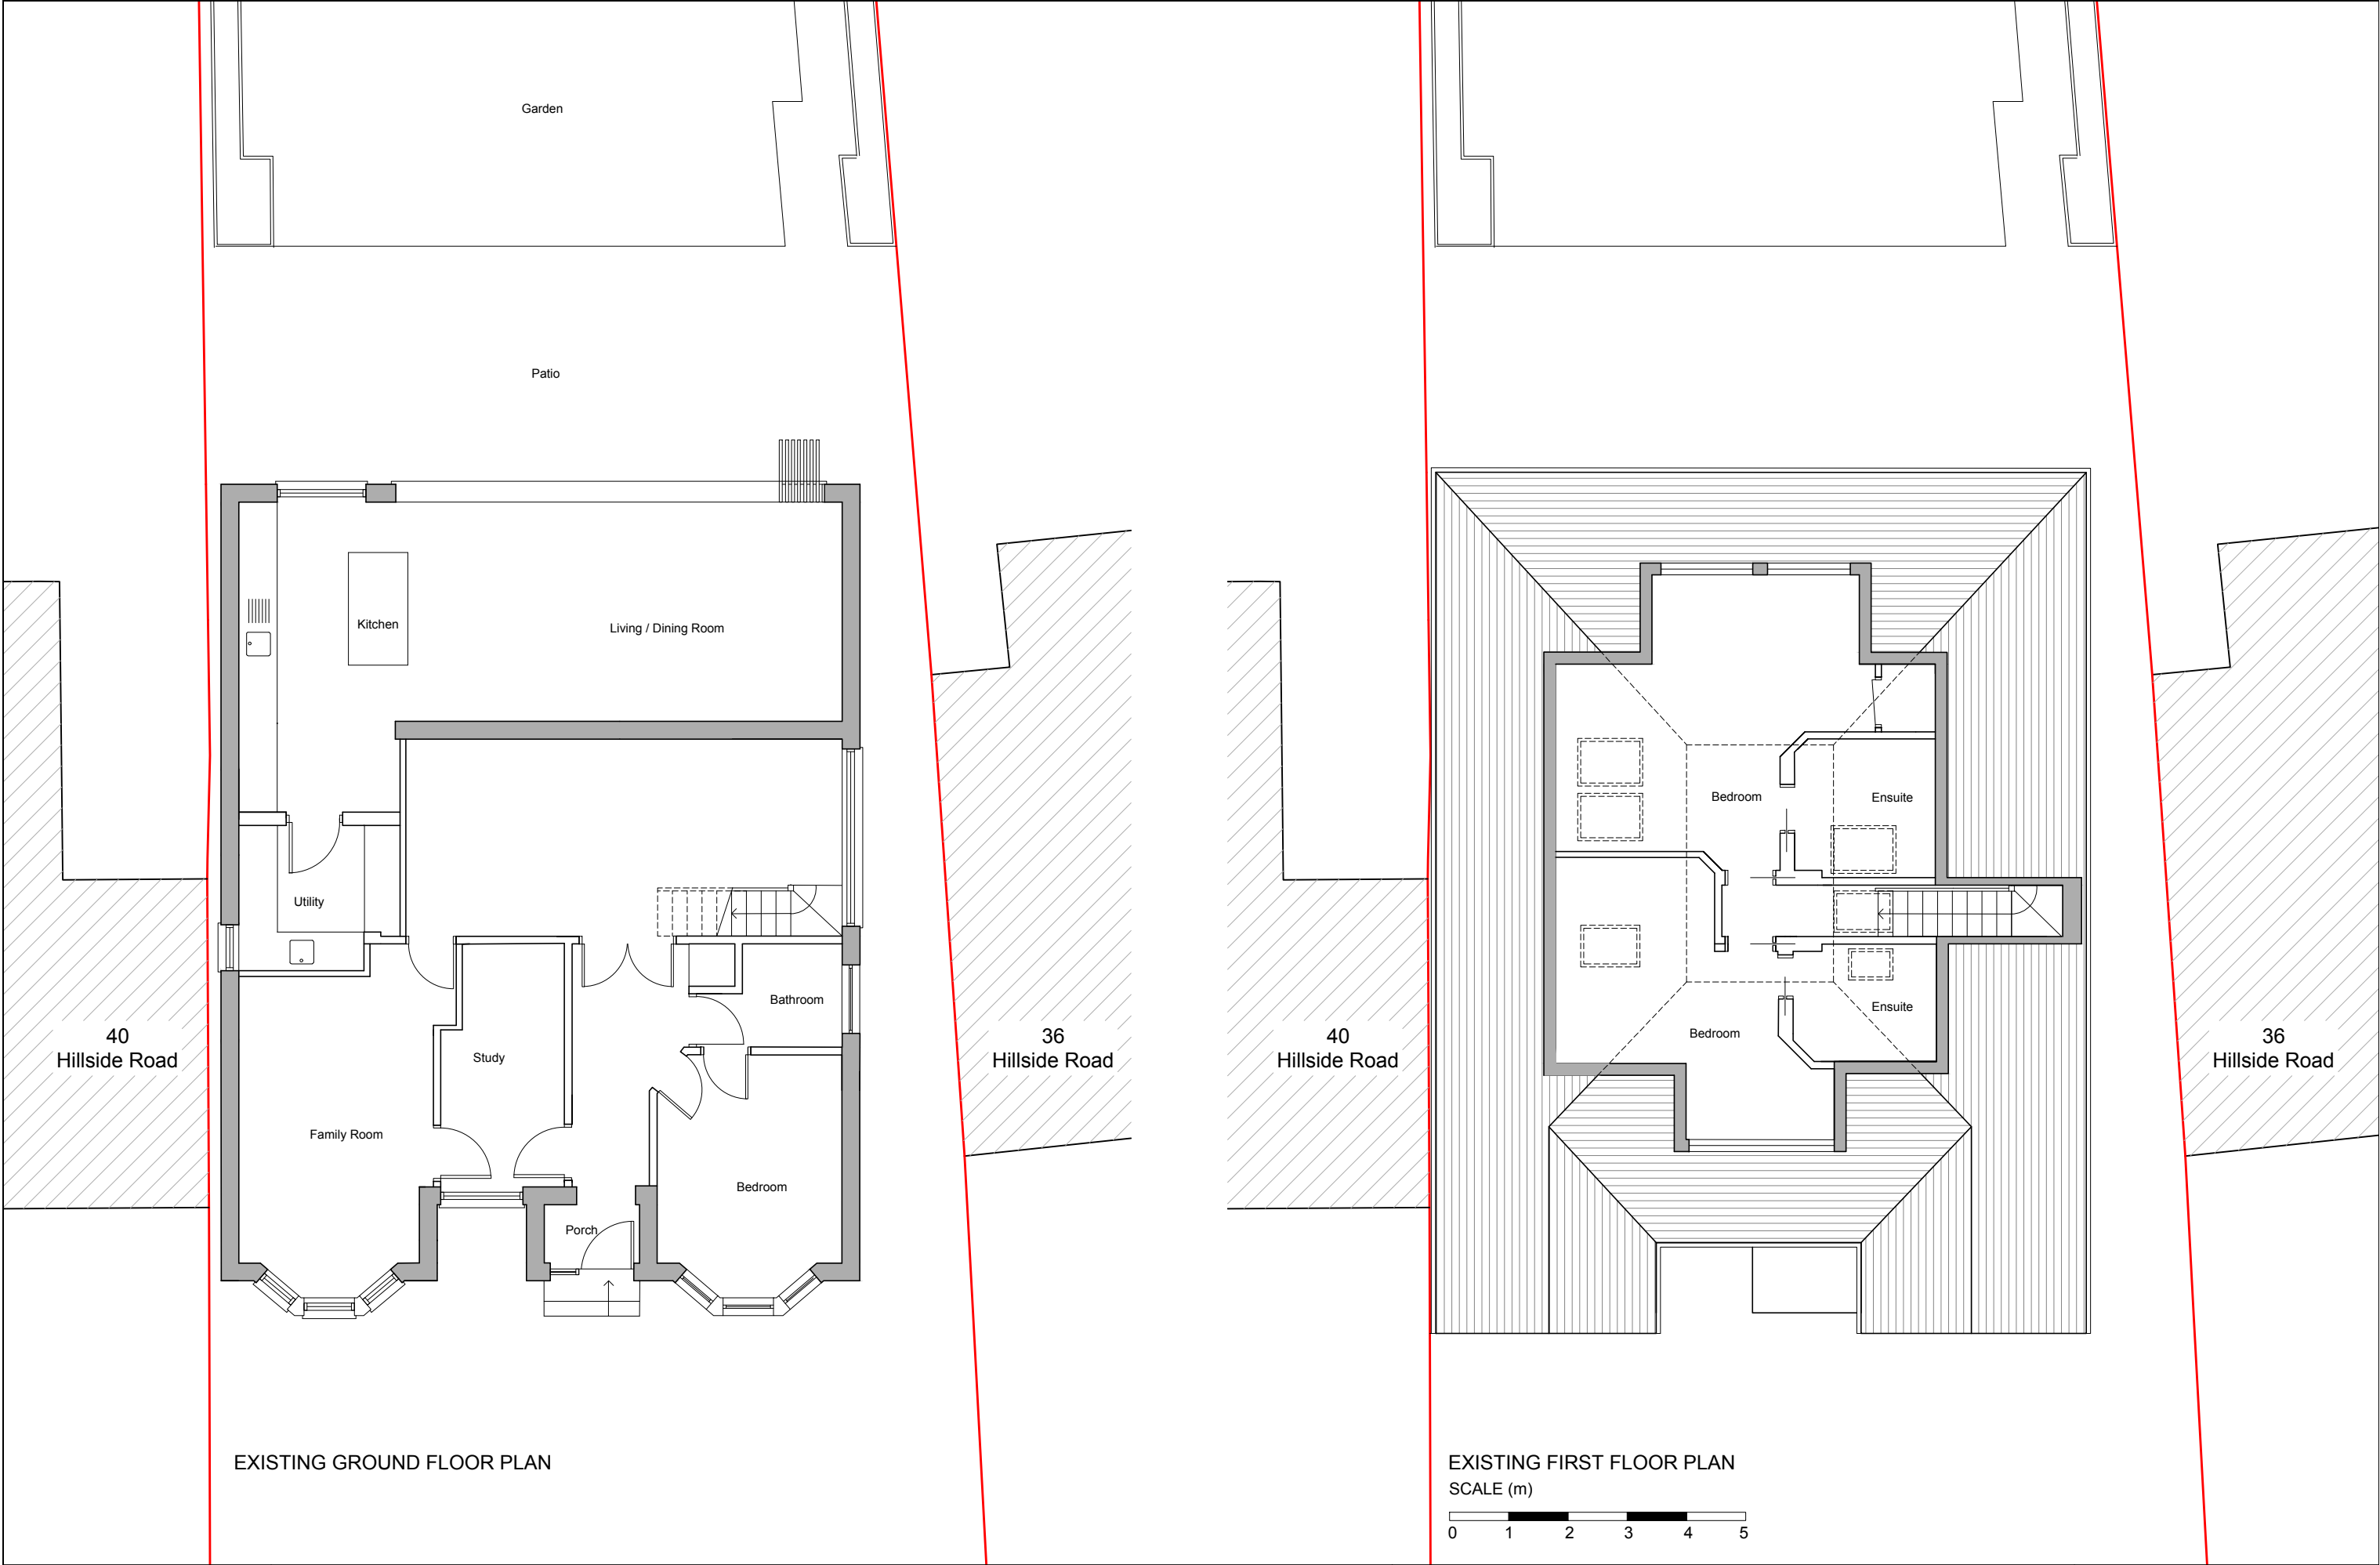 Garden
Patio
Kitchen
Living / Dining Room
Utility
Bathroom
Study
Family Room
Bedroom
Porch
40
Hillside Road
36
Hillside Road
EXISTING GROUND FLOOR PLAN
Bedroom
Ensuite
Ensuite
Bedroom
40
Hillside Road
36
Hillside Road
EXISTING FIRST FLOOR PLAN
SCALE (m)
0 1 2 3 4 5